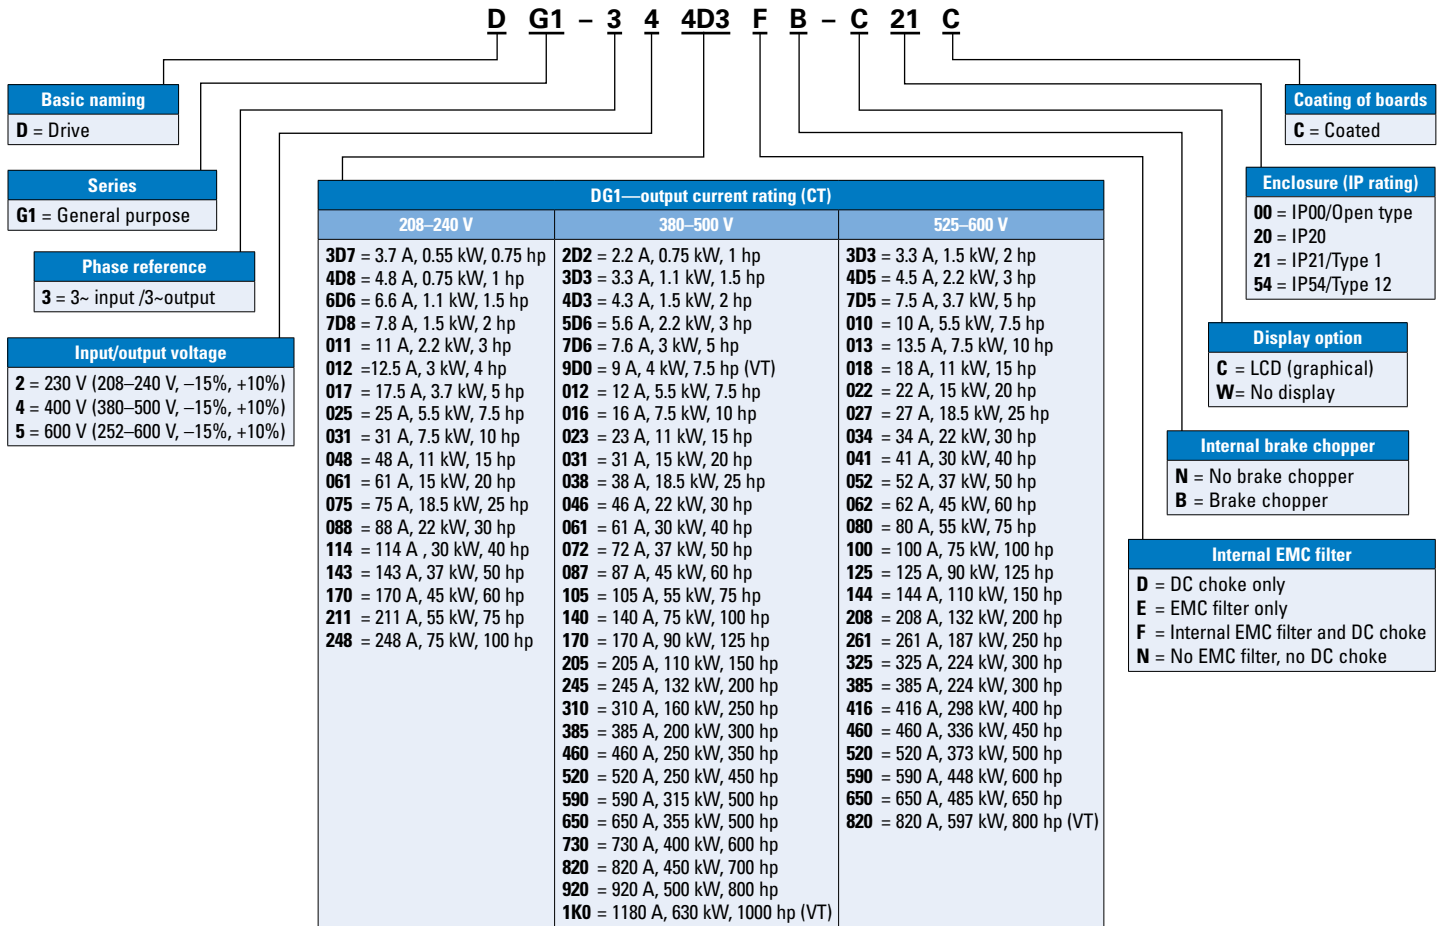 D G1 – 3 4 4D3 F B – C 21 C
Basic naming
D = Drive
Series
G1 = General purpose
Phase reference
3 = 3~ input /3~output
Input/output voltage
2 = 230 V (208–240 V, –15%, +10%)
4 = 400 V (380–500 V, –15%, +10%)
5 = 600 V (252–600 V, –15%, +10%)
DG1—output current rating (CT)
208–240 V
3D7 = 3.7 A, 0.55 kW, 0.75 hp
4D8 = 4.8 A, 0.75 kW, 1 hp
6D6 = 6.6 A, 1.1 kW, 1.5 hp
7D8 = 7.8 A, 1.5 kW, 2 hp
011 = 11 A, 2.2 kW, 3 hp
012 =12.5 A, 3 kW, 4 hp
017 = 17.5 A, 3.7 kW, 5 hp
025 = 25 A, 5.5 kW, 7.5 hp
031 = 31 A, 7.5 kW, 10 hp
048 = 48 A, 11 kW, 15 hp
061 = 61 A, 15 kW, 20 hp
075 = 75 A, 18.5 kW, 25 hp
088 = 88 A, 22 kW, 30 hp
114 = 114 A , 30 kW, 40 hp
143 = 143 A, 37 kW, 50 hp
170 = 170 A, 45 kW, 60 hp
211 = 211 A, 55 kW, 75 hp
248 = 248 A, 75 kW, 100 hp
380–500 V
2D2 = 2.2 A, 0.75 kW, 1 hp
3D3 = 3.3 A, 1.1 kW, 1.5 hp
4D3 = 4.3 A, 1.5 kW, 2 hp
5D6 = 5.6 A, 2.2 kW, 3 hp
7D6 = 7.6 A, 3 kW, 5 hp
9D0 = 9 A, 4 kW, 7.5 hp (VT)
012 = 12 A, 5.5 kW, 7.5 hp
016 = 16 A, 7.5 kW, 10 hp
023 = 23 A, 11 kW, 15 hp
031 = 31 A, 15 kW, 20 hp
038 = 38 A, 18.5 kW, 25 hp
046 = 46 A, 22 kW, 30 hp
061 = 61 A, 30 kW, 40 hp
072 = 72 A, 37 kW, 50 hp
087 = 87 A, 45 kW, 60 hp
105 = 105 A, 55 kW, 75 hp
140 = 140 A, 75 kW, 100 hp
170 = 170 A, 90 kW, 125 hp
205 = 205 A, 110 kW, 150 hp
245 = 245 A, 132 kW, 200 hp
310 = 310 A, 160 kW, 250 hp
385 = 385 A, 200 kW, 300 hp
460 = 460 A, 250 kW, 350 hp
520 = 520 A, 250 kW, 450 hp
590 = 590 A, 315 kW, 500 hp
650 = 650 A, 355 kW, 500 hp
730 = 730 A, 400 kW, 600 hp
820 = 820 A, 450 kW, 700 hp
920 = 920 A, 500 kW, 800 hp
1K0 = 1180 A, 630 kW, 1000 hp (VT)
525–600 V
3D3 = 3.3 A, 1.5 kW, 2 hp
4D5 = 4.5 A, 2.2 kW, 3 hp
7D5 = 7.5 A, 3.7 kW, 5 hp
010 = 10 A, 5.5 kW, 7.5 hp
013 = 13.5 A, 7.5 kW, 10 hp
018 = 18 A, 11 kW, 15 hp
022 = 22 A, 15 kW, 20 hp
027 = 27 A, 18.5 kW, 25 hp
034 = 34 A, 22 kW, 30 hp
041 = 41 A, 30 kW, 40 hp
052 = 52 A, 37 kW, 50 hp
062 = 62 A, 45 kW, 60 hp
080 = 80 A, 55 kW, 75 hp
100 = 100 A, 75 kW, 100 hp
125 = 125 A, 90 kW, 125 hp
144 = 144 A, 110 kW, 150 hp
208 = 208 A, 132 kW, 200 hp
261 = 261 A, 187 kW, 250 hp
325 = 325 A, 224 kW, 300 hp
385 = 385 A, 224 kW, 300 hp
416 = 416 A, 298 kW, 400 hp
460 = 460 A, 336 kW, 450 hp
520 = 520 A, 373 kW, 500 hp
590 = 590 A, 448 kW, 600 hp
650 = 650 A, 485 kW, 650 hp
820 = 820 A, 597 kW, 800 hp (VT)
Coating of boards
C = Coated
Enclosure (IP rating)
00 = IP00/Open type
20 = IP20
21 = IP21/Type 1
54 = IP54/Type 12
Display option
C = LCD (graphical)
W= No display
Internal brake chopper
N = No brake chopper
B = Brake chopper
Internal EMC filter
D = DC choke only
E = EMC filter only
F = Internal EMC filter and DC choke
N = No EMC filter, no DC choke